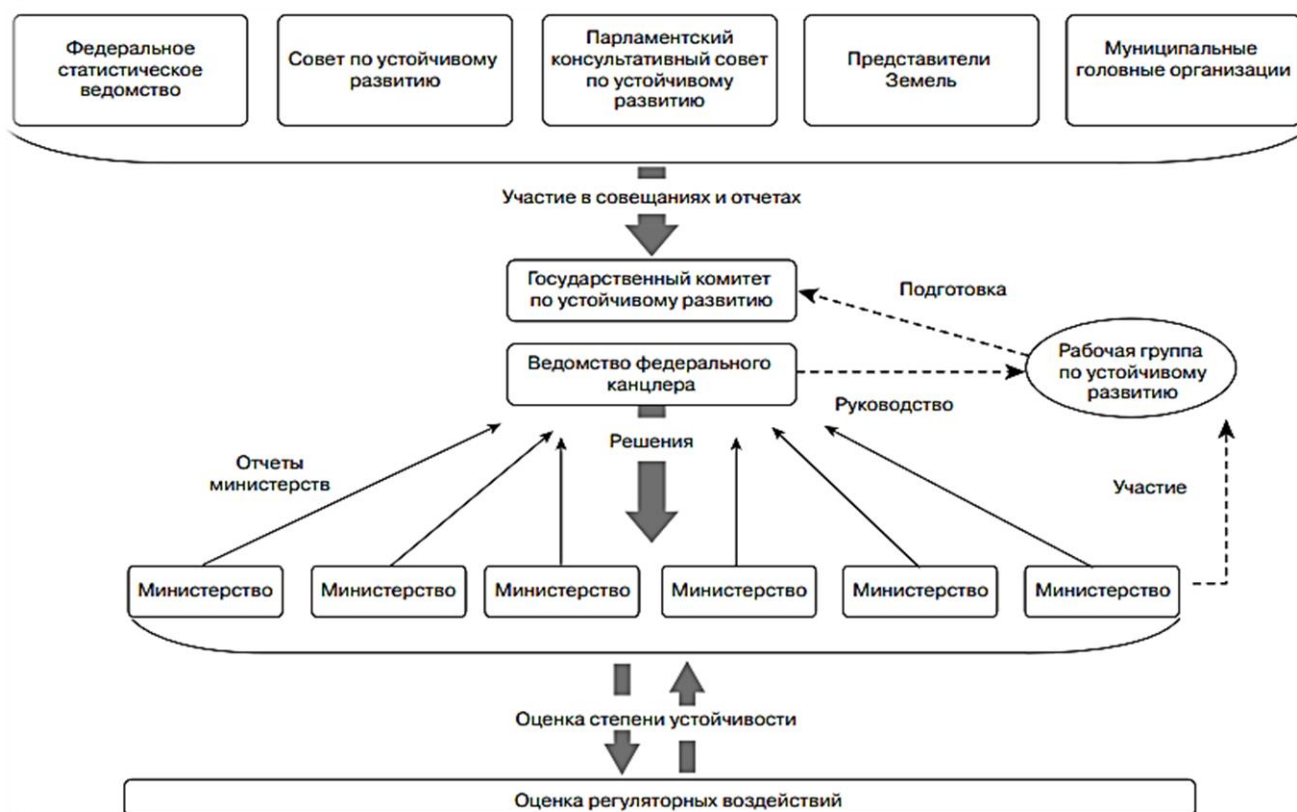 Федеральное
статистическое
ведомство
Совет по устойчивому
развитию
Парламентский
консультативный совет
по устойчивому
развитию
Представители
Земель
Муниципальные
головные организации
Участие в совещаниях и отчетах
Государственный комитет
по устойчивому развитию
Подготовка
Ведомство федерального
канцлера
Рабочая группа
по устойчивому
развитию
Руководство
Решения
Отчеты
министерств
Участие
Министерство
Министерство
Министерство
Министерство
Министерство
Министерство
Оценка степени устойчивости
Оценка регуляторных воздействий